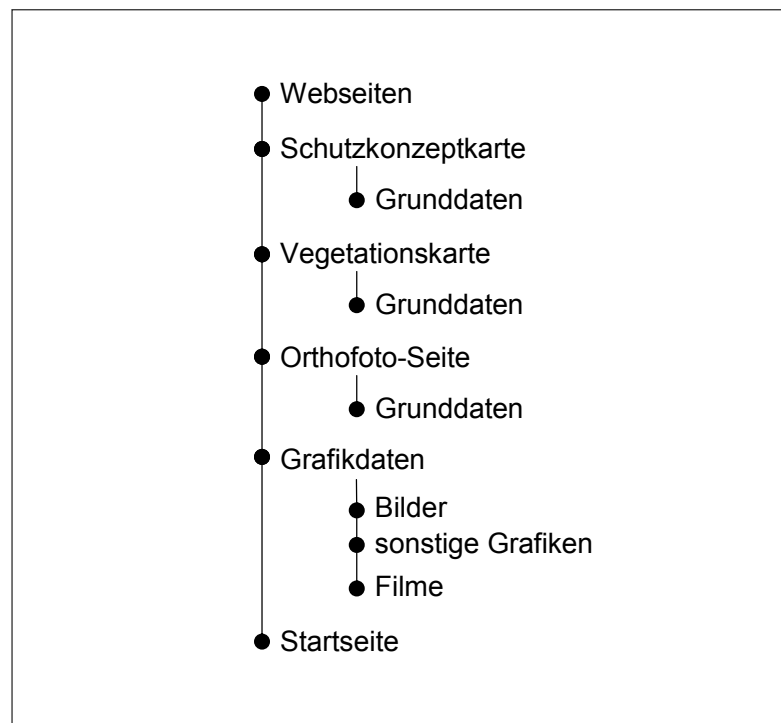 Webseiten
Schutzkonzeptkarte
Grunddaten
Vegetationskarte
Grunddaten
Orthofoto-Seite
Grunddaten
Grafikdaten
Bilder
sonstige Grafiken
Filme
Startseite